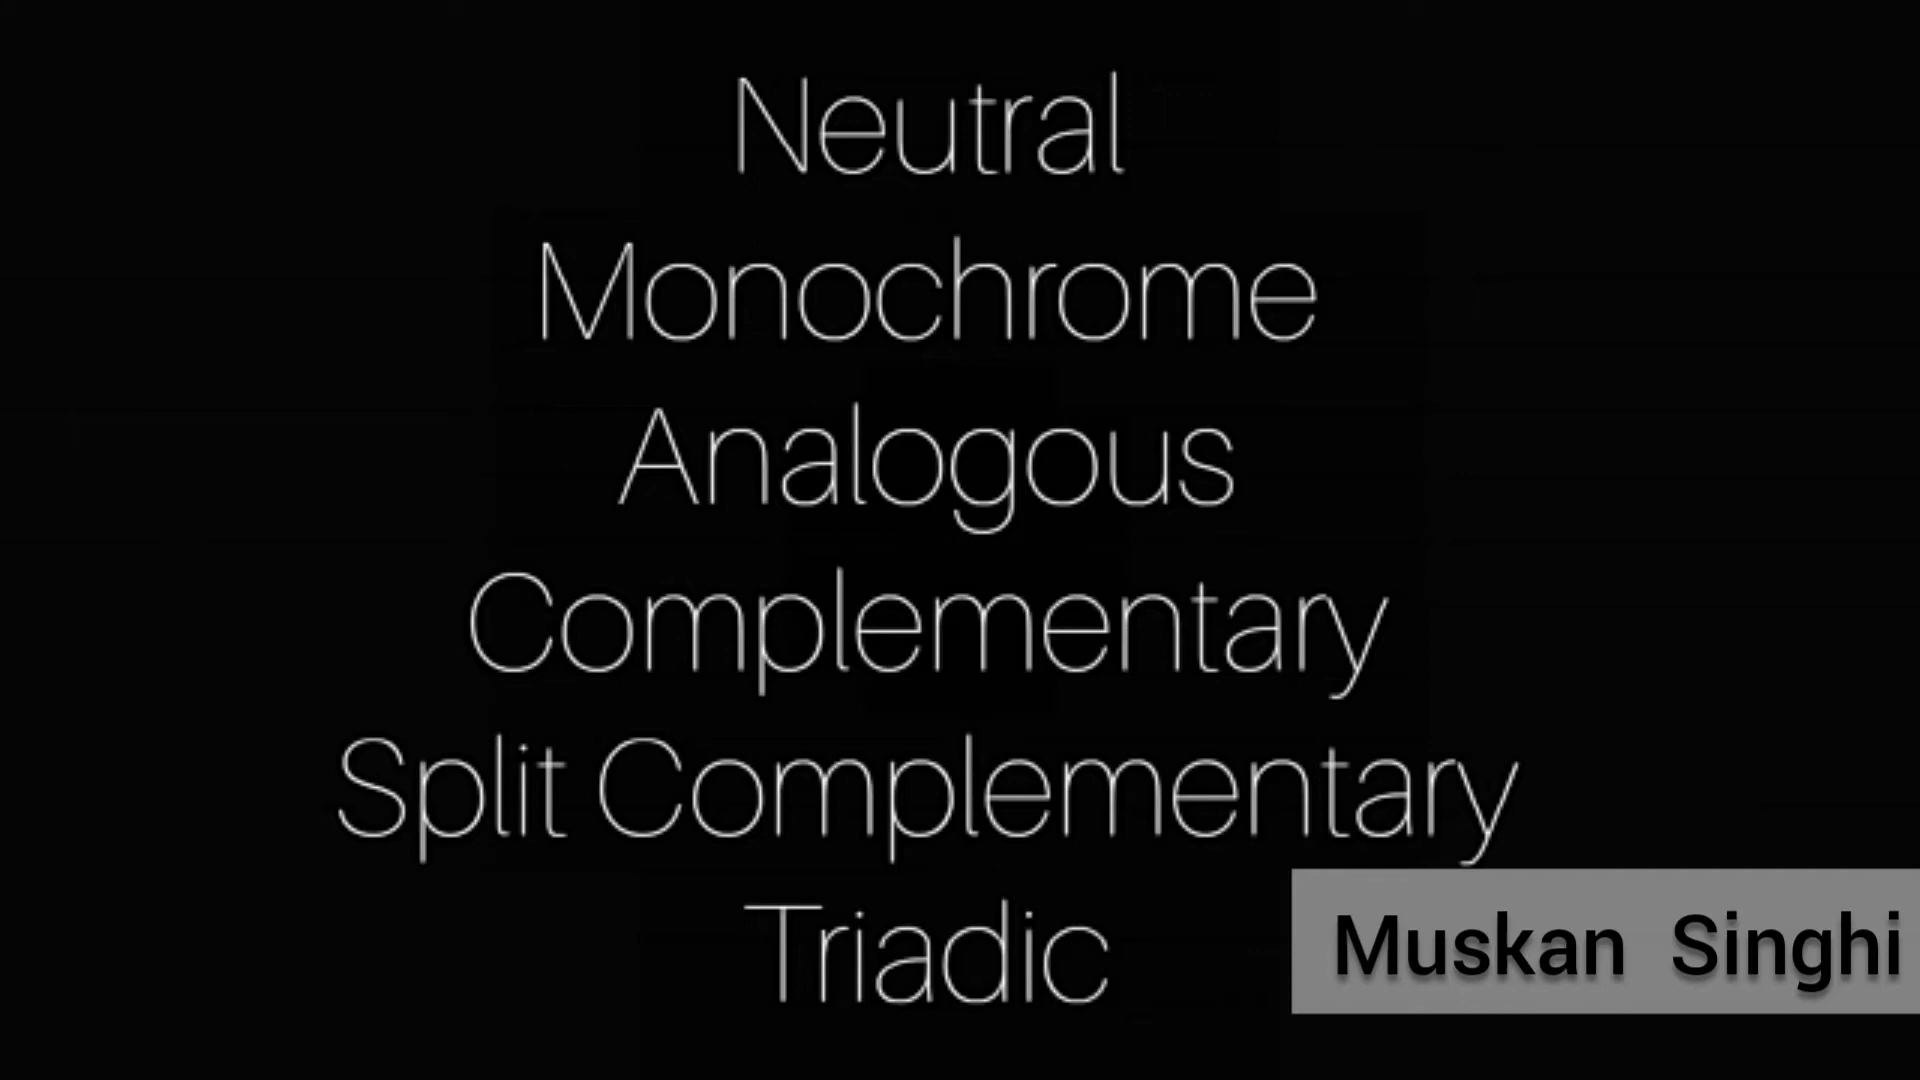 Neutral
Monochrome
Analogous
Complementary
Split Complementary
Triadic
Muskan Singhi